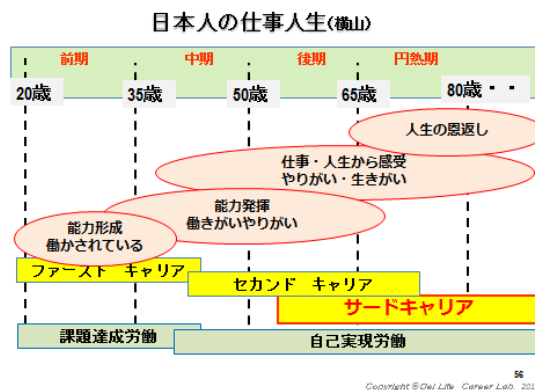 日本人の仕事人生(横山)
前期 中期 後期 円熟期
20歳 35歳 50歳 65歳 80歳・・
人生の恩返し
仕事・人生から感受
やりがい・生きがい
能力発揮
働きがいやりがい
能力形成
働かされている
ファースト キャリア
セカンド キャリア
サードキャリア
課題達成労働
自己実現労働
56
Copyright © Dei Life Career Lab. 201